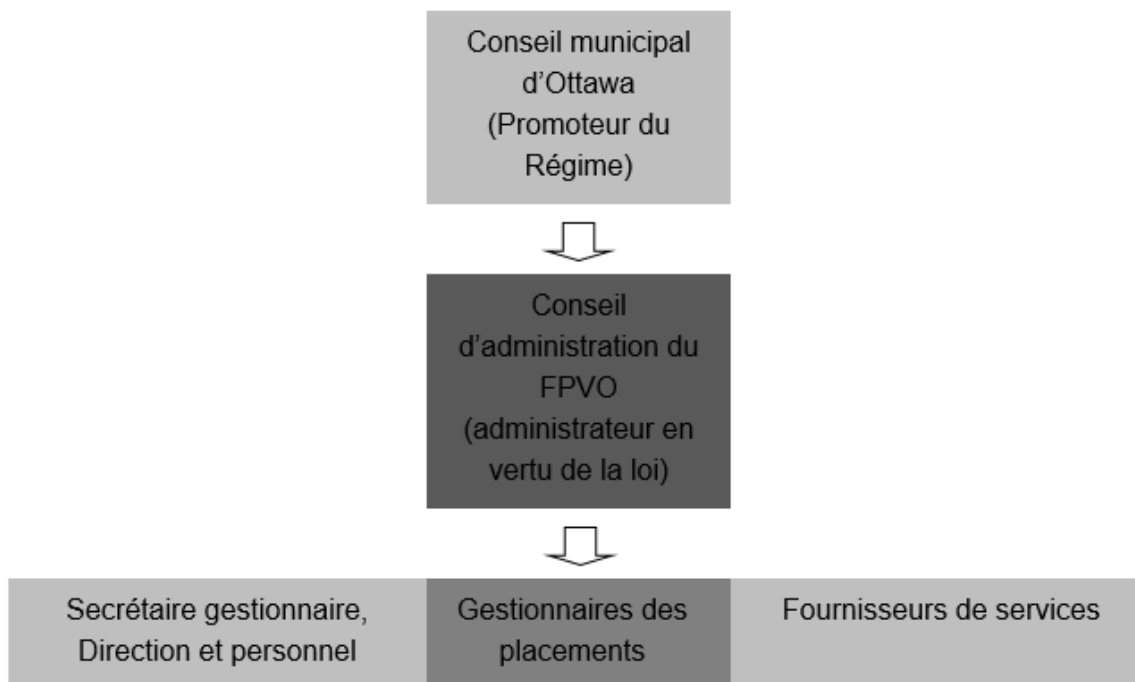 Conseil municipal
d’Ottawa
(Promoteur du
Régime)
Conseil
d’administration du
FPVO
(administrateur en
vertu de la loi)
Secrétaire gestionnaire,
Direction et personnel
Gestionnaires des
placements
Fournisseurs de services